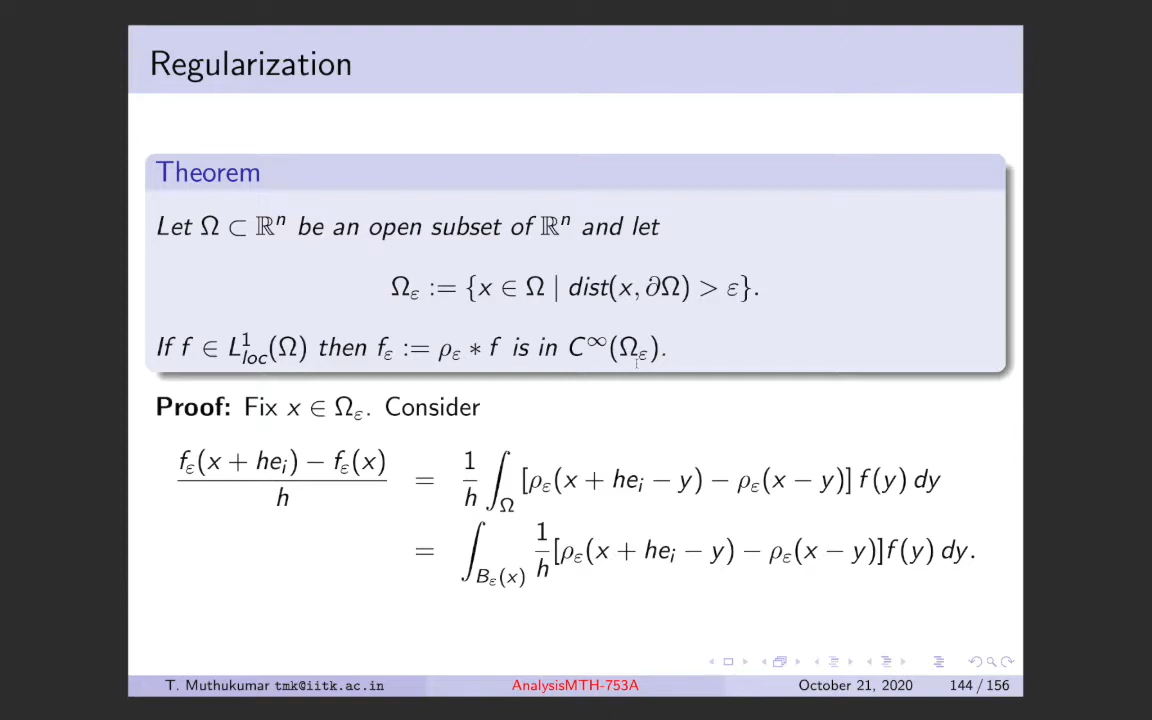 Regularization
Theorem
Let Ω ⊂ ℝⁿ be an open subset of ℝⁿ and let
Ω_ε := {x ∈ Ω | dist(x, ∂Ω) > ε}.
If f ∈ L¹_loc(Ω) then f_ε := ρ_ε ∗ f is in C^∞(Ω_ε).
Proof: Fix x ∈ Ω_ε. Consider
(f_ε(x + he_i) − f_ε(x))/h = 1/h ∫_Ω [ρ_ε(x + he_i − y) − ρ_ε(x − y)] f(y) dy
= ∫_{B_ε(x)} 1/h [ρ_ε(x + he_i − y) − ρ_ε(x − y)]f(y) dy.
T. Muthukumar tmk@iitk.ac.in AnalysisMTH-753A October 21, 2020 144 / 156